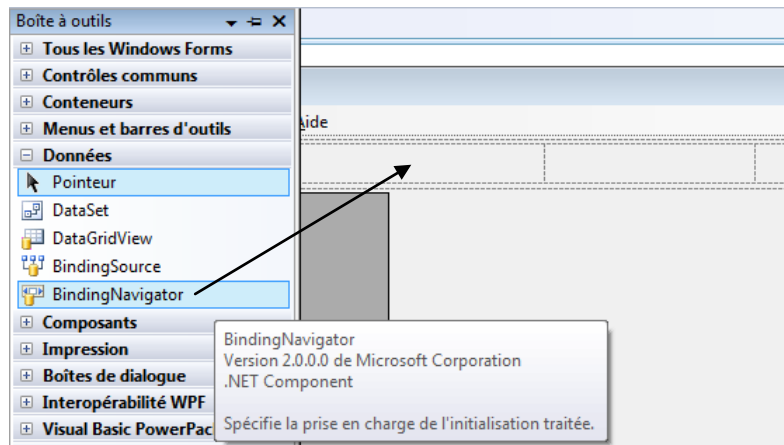 Boîte à outils
Tous les Windows Forms
Contrôles communs
Conteneurs
Menus et barres d'outils
Aide
Données
Pointeur
DataSet
DataGridView
BindingSource
BindingNavigator
Composants
Impression
Boîtes de dialogue
Interopérabilité WPF
Visual Basic PowerPac
BindingNavigator
Version 2.0.0.0 de Microsoft Corporation
.NET Component
Spécifie la prise en charge de l'initialisation traitée.